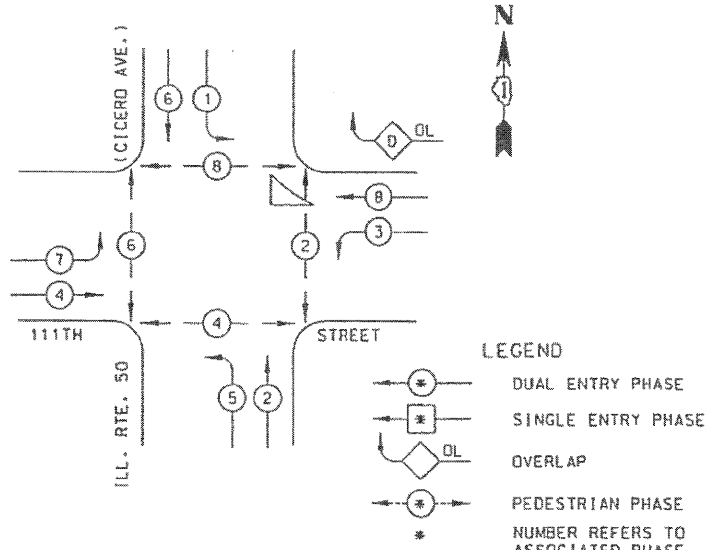 N
I
(CICERO AVE.)
6
1
D
OL
8
8
3
6
2
7
4
4
111TH
STREET
5
2
ILL. RTE. 50
LEGEND
* DUAL ENTRY PHASE
* SINGLE ENTRY PHASE
OL OVERLAP
* PEDESTRIAN PHASE
* NUMBER REFERS TO
ASSOCIATED PHASE